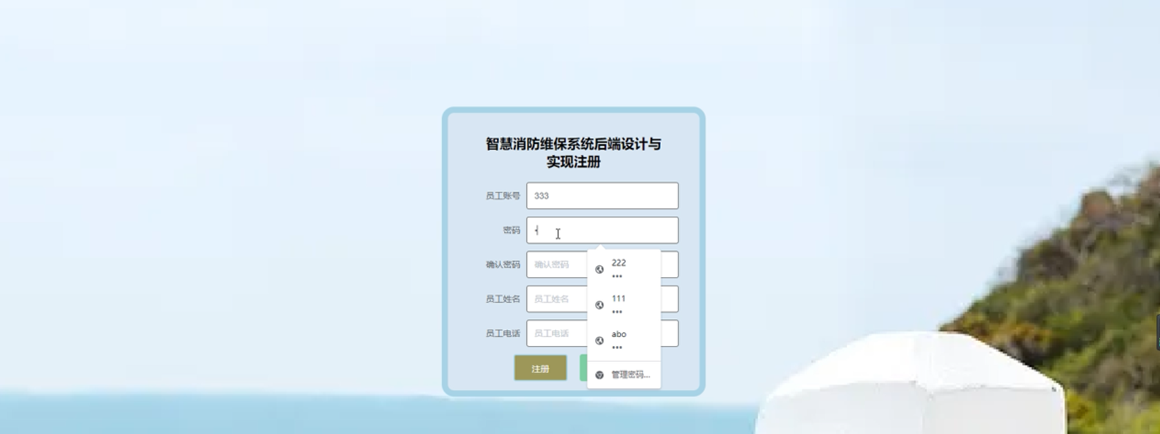 智慧消防维保系统后端设计与
实现注册
员工账号 333
密码
确认密码 确认密码
员工姓名 员工姓名
员工电话 员工电话
222
•••
111
•••
abo
•••
管理密码...
注册